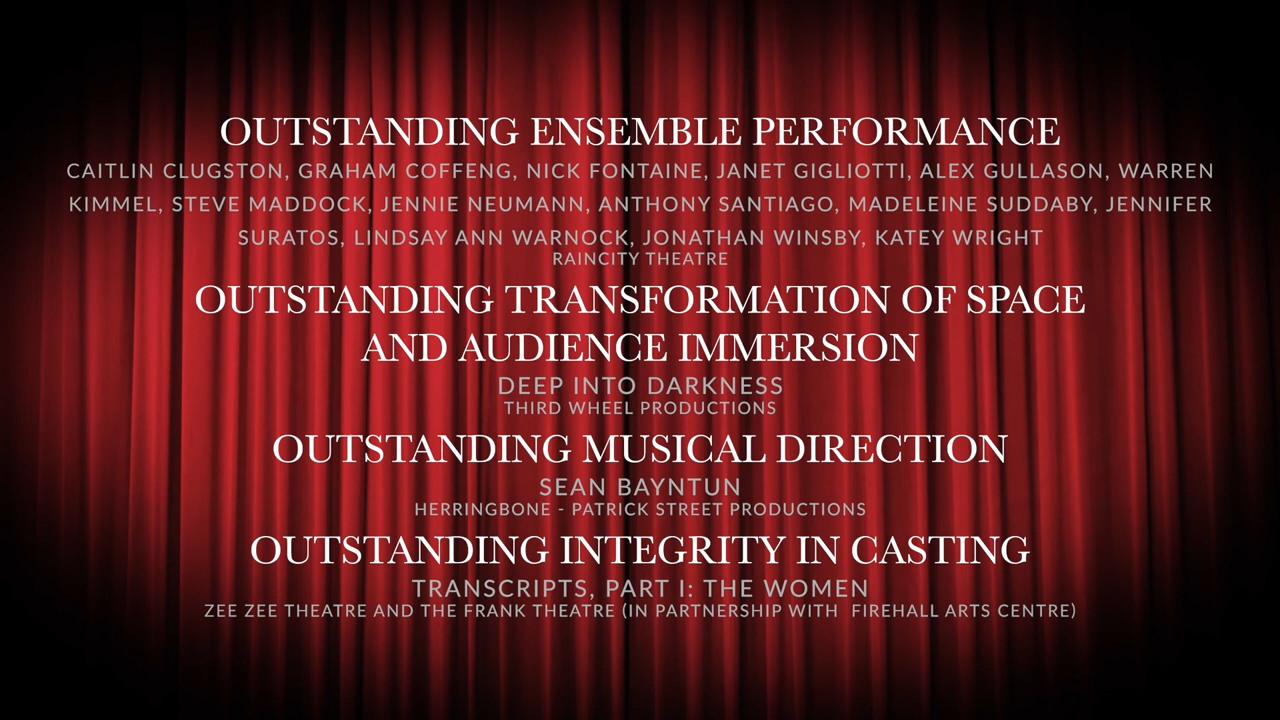 OUTSTANDING ENSEMBLE PERFORMANCE
CAITLIN CLUGSTON, GRAHAM COFFENG, NICK FONTAINE, JANET GIGLIOTTI, ALEX GULLASON, WARREN
KIMMEL, STEVE MADDOCK, JENNIE NEUMANN, ANTHONY SANTIAGO, MADELEINE SUDDABY, JENNIFER
SURATOS, LINDSAY ANN WARNOCK, JONATHAN WINSBY, KATEY WRIGHT
RAINCITY THEATRE
OUTSTANDING TRANSFORMATION OF SPACE
AND AUDIENCE IMMERSION
DEEP INTO DARKNESS
THIRD WHEEL PRODUCTIONS
OUTSTANDING MUSICAL DIRECTION
SEAN BAYNTUN
HERRINGBONE - PATRICK STREET PRODUCTIONS
OUTSTANDING INTEGRITY IN CASTING
TRANSCRIPTS, PART I: THE WOMEN
ZEE ZEE THEATRE AND THE FRANK THEATRE (IN PARTNERSHIP WITH  FIREHALL ARTS CENTRE)